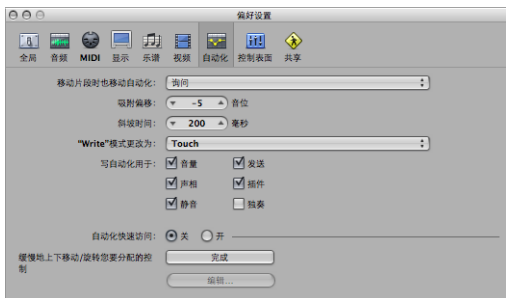 偏好设置
全局 音频 MIDI 显示 乐谱 视频 自动化 控制表面 共享
移动片段时也移动自动化: 询问
吸附偏移: -5 音位
斜坡时间: 200 毫秒
"Write"模式更改为: Touch
写自动化用于: 音量 发送
声相 插件
静音 独奏
自动化快速访问: 关 开
缓慢地上下移动/旋转您要分配的控 完成
制
编辑...